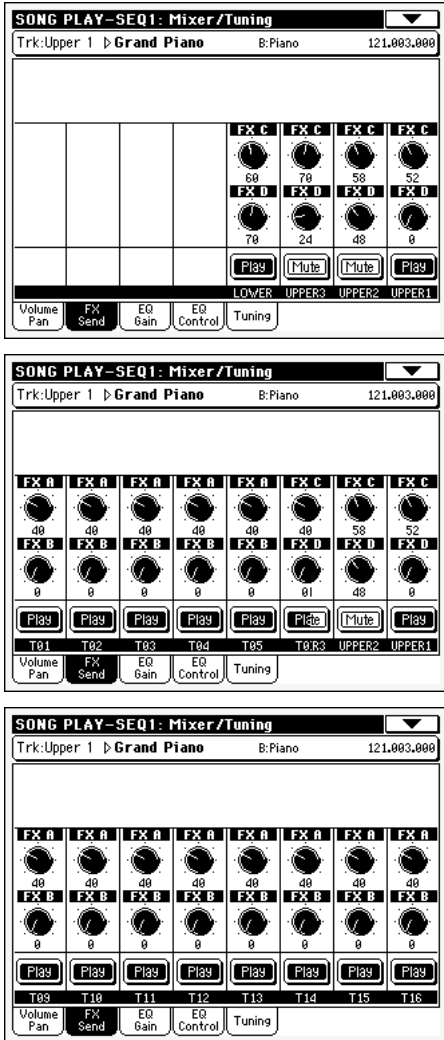 SONG PLAY-SEQ1: Mixer/Tuning
Trk:Upper 1 Grand Piano B:Piano 121.003.000
FX C FX C FX C FX C
60 70 58 52
FX D FX D FX D FX D
70 24 48 0
Play Mute Mute Play
LOWER UPPER3 UPPER2 UPPER1
Volume Pan FX Send EQ Gain EQ Control Tuning
SONG PLAY-SEQ1: Mixer/Tuning
Trk:Upper 1 Grand Piano B:Piano 121.003.000
FX A FX A FX A FX A FX A FX C FX C FX C
40 40 40 40 40 40 58 52
FX B FX B FX B FX B FX B FX D FX D FX D
0 0 0 0 0 48 0
Play Play Play Play Play Mute Play
T01 T02 T03 T04 T05 UPPER2 UPPER1
Volume Pan FX Send EQ Gain EQ Control Tuning
SONG PLAY-SEQ1: Mixer/Tuning
Trk:Upper 1 Grand Piano B:Piano 121.003.000
FX A FX A FX A FX A FX A FX A FX A FX A
40 40 40 40 40 40 40 40
FX B FX B FX B FX B FX B FX B FX B FX B
0 0 0 0 0 0 0 0
Play Play Play Play Play Play Play Play
T09 T10 T11 T12 T13 T14 T15 T16
Volume Pan FX Send EQ Gain EQ Control Tuning